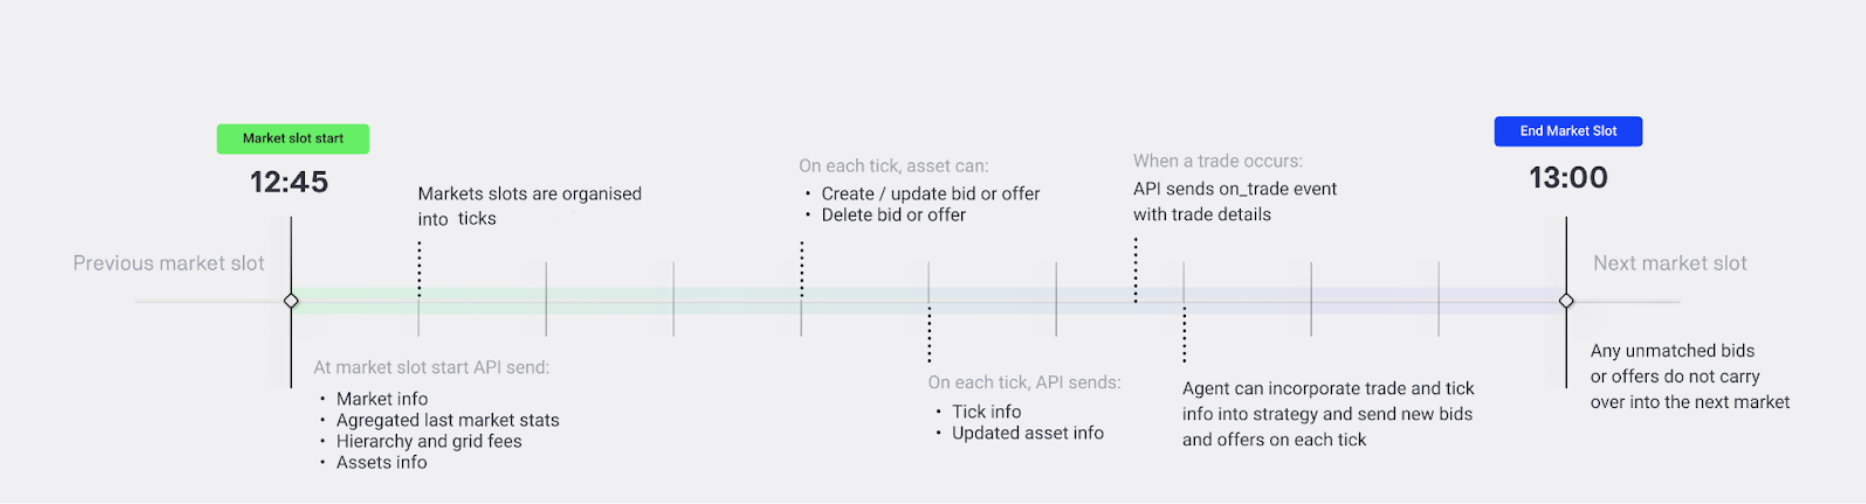 Market slot start
12:45
Previous market slot
Markets slots are organised
into ticks
At market slot start API send:
• Market info
• Agregated last market stats
• Hierarchy and grid fees
• Assets info
On each tick, asset can:
• Create / update bid or offer
• Delete bid or offer
On each tick, API sends:
• Tick info
• Updated asset info
When a trade occurs:
API sends on_trade event
with trade details
Agent can incorporate trade and tick
info into strategy and send new bids
and offers on each tick
End Market Slot
13:00
Next market slot
Any unmatched bids
or offers do not carry
over into the next market